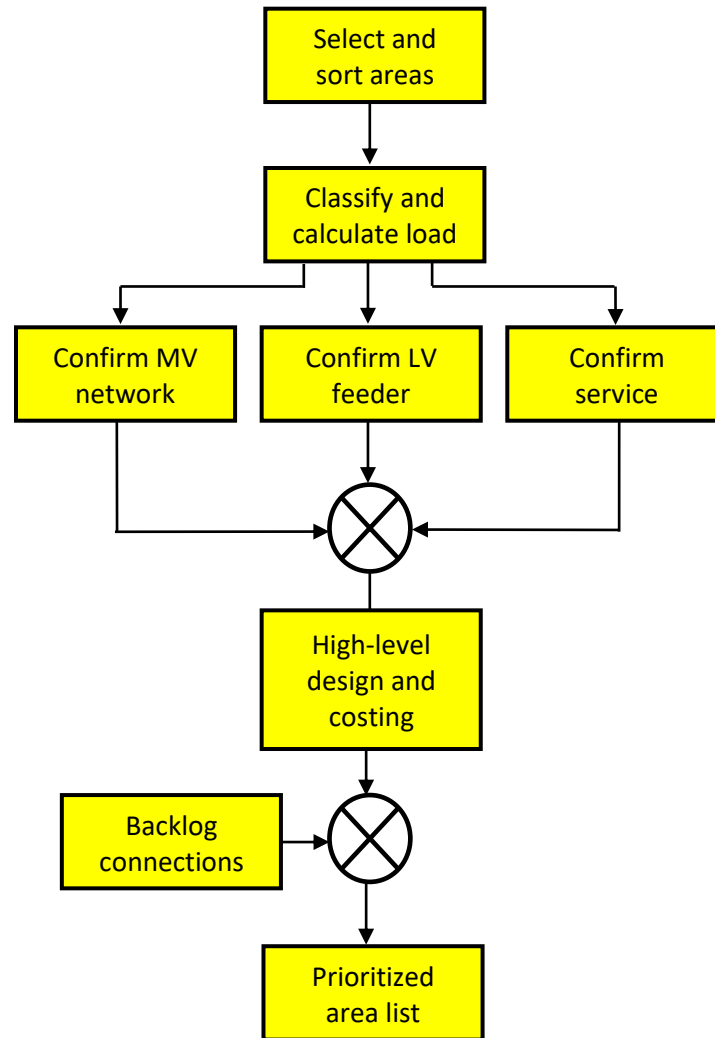 Select and
sort areas
Classify and
calculate load
Confirm MV
network
Confirm LV
feeder
Confirm
service
High-level
design and
costing
Backlog
connections
Prioritized
area list